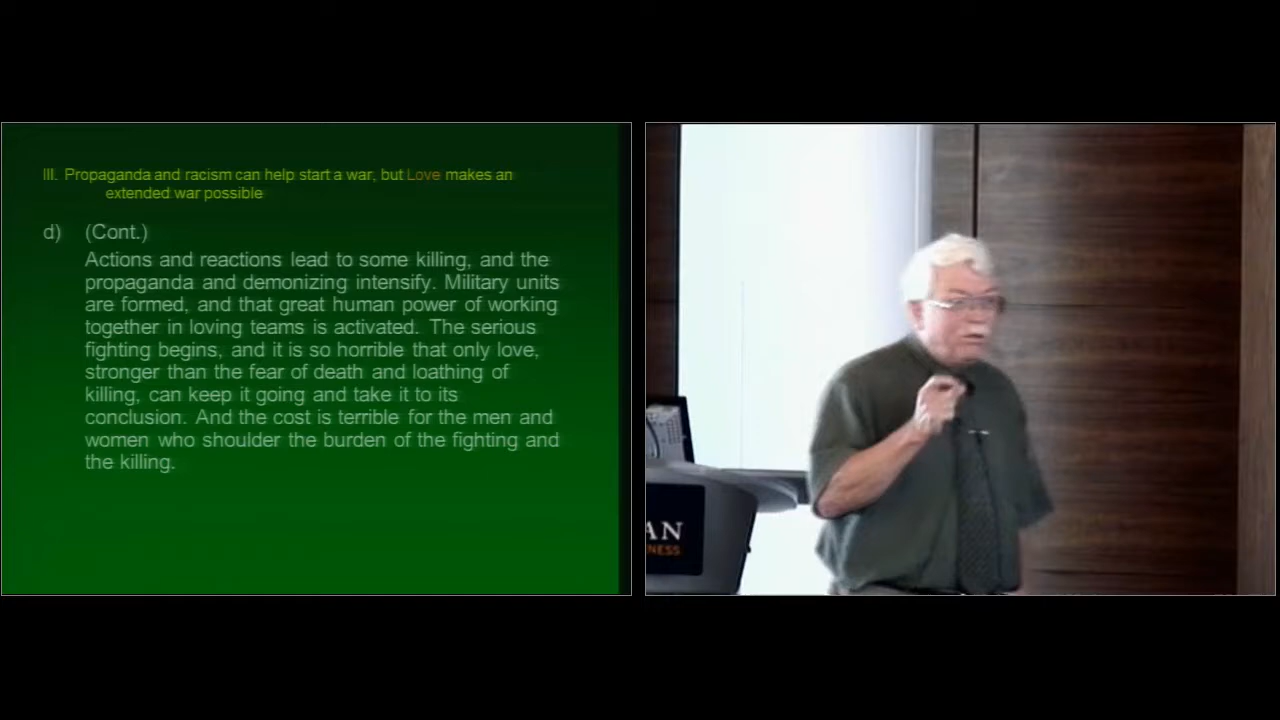 III. Propaganda and racism can help start a war, but Love makes an
extended war possible
d) (Cont.)
Actions and reactions lead to some killing, and the
propaganda and demonizing intensify. Military units
are formed, and that great human power of working
together in loving teams is activated. The serious
fighting begins, and it is so horrible that only love,
stronger than the fear of death and loathing of
killing, can keep it going and take it to its
conclusion. And the cost is terrible for the men and
women who shoulder the burden of the fighting and
the killing.
AN
NESS